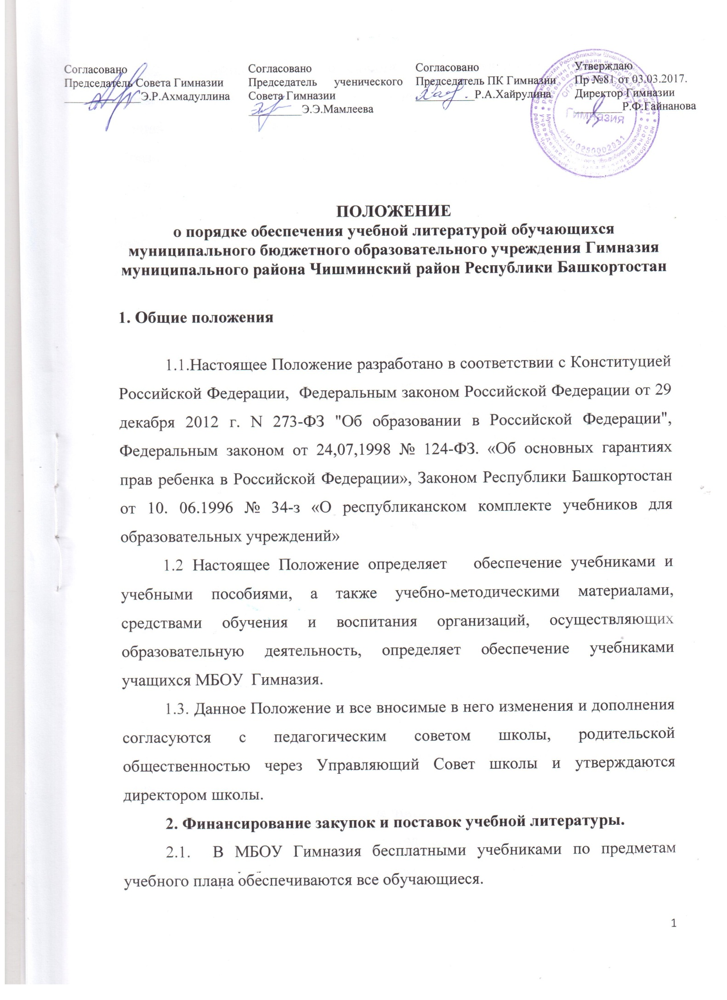 Согласовано
Председатель Совета Гимназии
Э.Р.Ахмадуллина
Согласовано
Председатель ученического
Совета Гимназии
Э.Э.Мамлеева
Согласовано
Председатель ПК Гимназии
Р.А.Хайрулина
Утверждаю
Пр №81 от 03.03.2017.
Директор Гимназии
Р.Ф.Гайнанова
Гимназия
ИНН 0250002931
ПОЛОЖЕНИЕ
о порядке обеспечения учебной литературой обучающихся
муниципального бюджетного образовательного учреждения Гимназия
муниципального района Чишминский район Республики Башкортостан
1. Общие положения
1.1.Настоящее Положение разработано в соответствии с Конституцией
Российской Федерации, Федеральным законом Российской Федерации от 29
декабря 2012 г. N 273-ФЗ "Об образовании в Российской Федерации",
Федеральным законом от 24,07,1998 № 124-ФЗ. «Об основных гарантиях
прав ребенка в Российской Федерации», Законом Республики Башкортостан
от 10. 06.1996 № 34-з «О республиканском комплекте учебников для
образовательных учреждений»
1.2 Настоящее Положение определяет обеспечение учебниками и
учебными пособиями, а также учебно-методическими материалами,
средствами обучения и воспитания организаций, осуществляющих
образовательную деятельность, определяет обеспечение учебниками
учащихся МБОУ Гимназия.
1.3. Данное Положение и все вносимые в него изменения и дополнения
согласуются с педагогическим советом школы, родительской
общественностью через Управляющий Совет школы и утверждаются
директором школы.
2. Финансирование закупок и поставок учебной литературы.
2.1. В МБОУ Гимназия бесплатными учебниками по предметам
учебного плана обеспечиваются все обучающиеся.
1